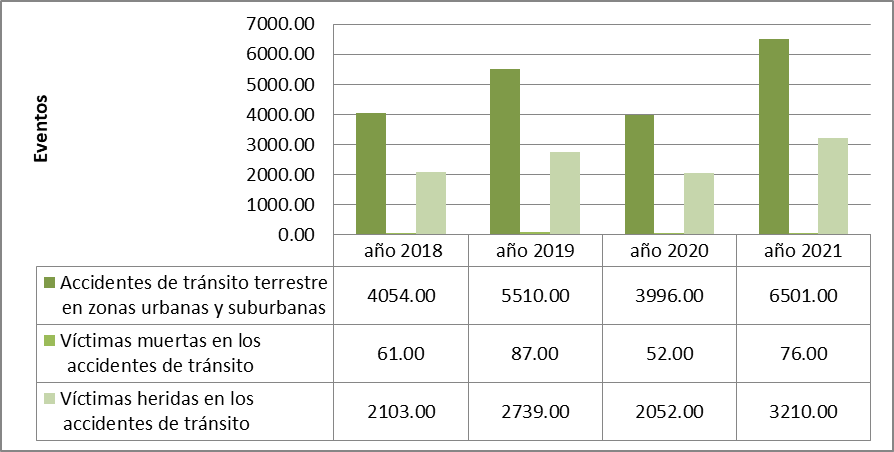 7000.00
6000.00
5000.00
4000.00
3000.00
2000.00
1000.00
0.00
Eventos
año 2018 año 2019 año 2020 año 2021
Accidentes de tránsito terrestre
en zonas urbanas y suburbanas
4054.00 5510.00 3996.00 6501.00
Víctimas muertas en los
accidentes de tránsito
61.00 87.00 52.00 76.00
Víctimas heridas en los
accidentes de tránsito
2103.00 2739.00 2052.00 3210.00